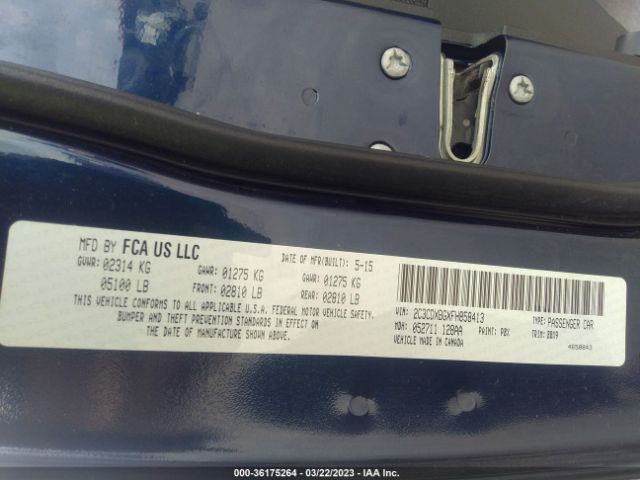 MFD BY FCA US LLC
DATE OF MFR(BUILT): 5-15
GVWR: 02314 KG GAWR: 01275 KG GAWR: 01275 KG
05100 LB FRONT: 02810 LB REAR: 02810 LB
THIS VEHICLE CONFORMS TO ALL APPLICABLE U.S.A. FEDERAL MOTOR VEHICLE SAFETY,
BUMPER AND THEFT PREVENTION STANDARDS IN EFFECT ON
THE DATE OF MANUFACTURE SHOWN ABOVE.
VIN: 2C3CDXBGXFH858413 TYPE: PASSENGER CAR
MDH: 052711 128AA PAINT: PBX TRIM: B8X9
VEHICLE MADE IN CANADA 4858843
000-36175264 - 03/22/2023 - IAA Inc.